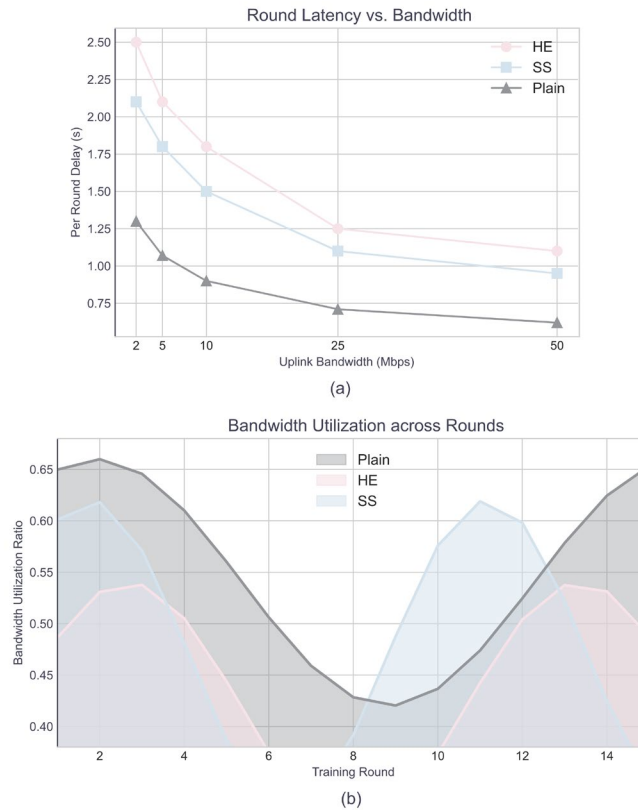 Round Latency vs. Bandwidth
2.50
2.25
2.00
1.75
1.50
1.25
1.00
0.75
Per Round Delay (s)
HE
SS
Plain
2 5 10 25 50
Uplink Bandwidth (Mbps)
(a)
Bandwidth Utilization across Rounds
0.65
0.60
0.55
0.50
0.45
0.40
Bandwidth Utilization Ratio
Plain
HE
SS
2 4 6 8 10 12 14
Training Round
(b)